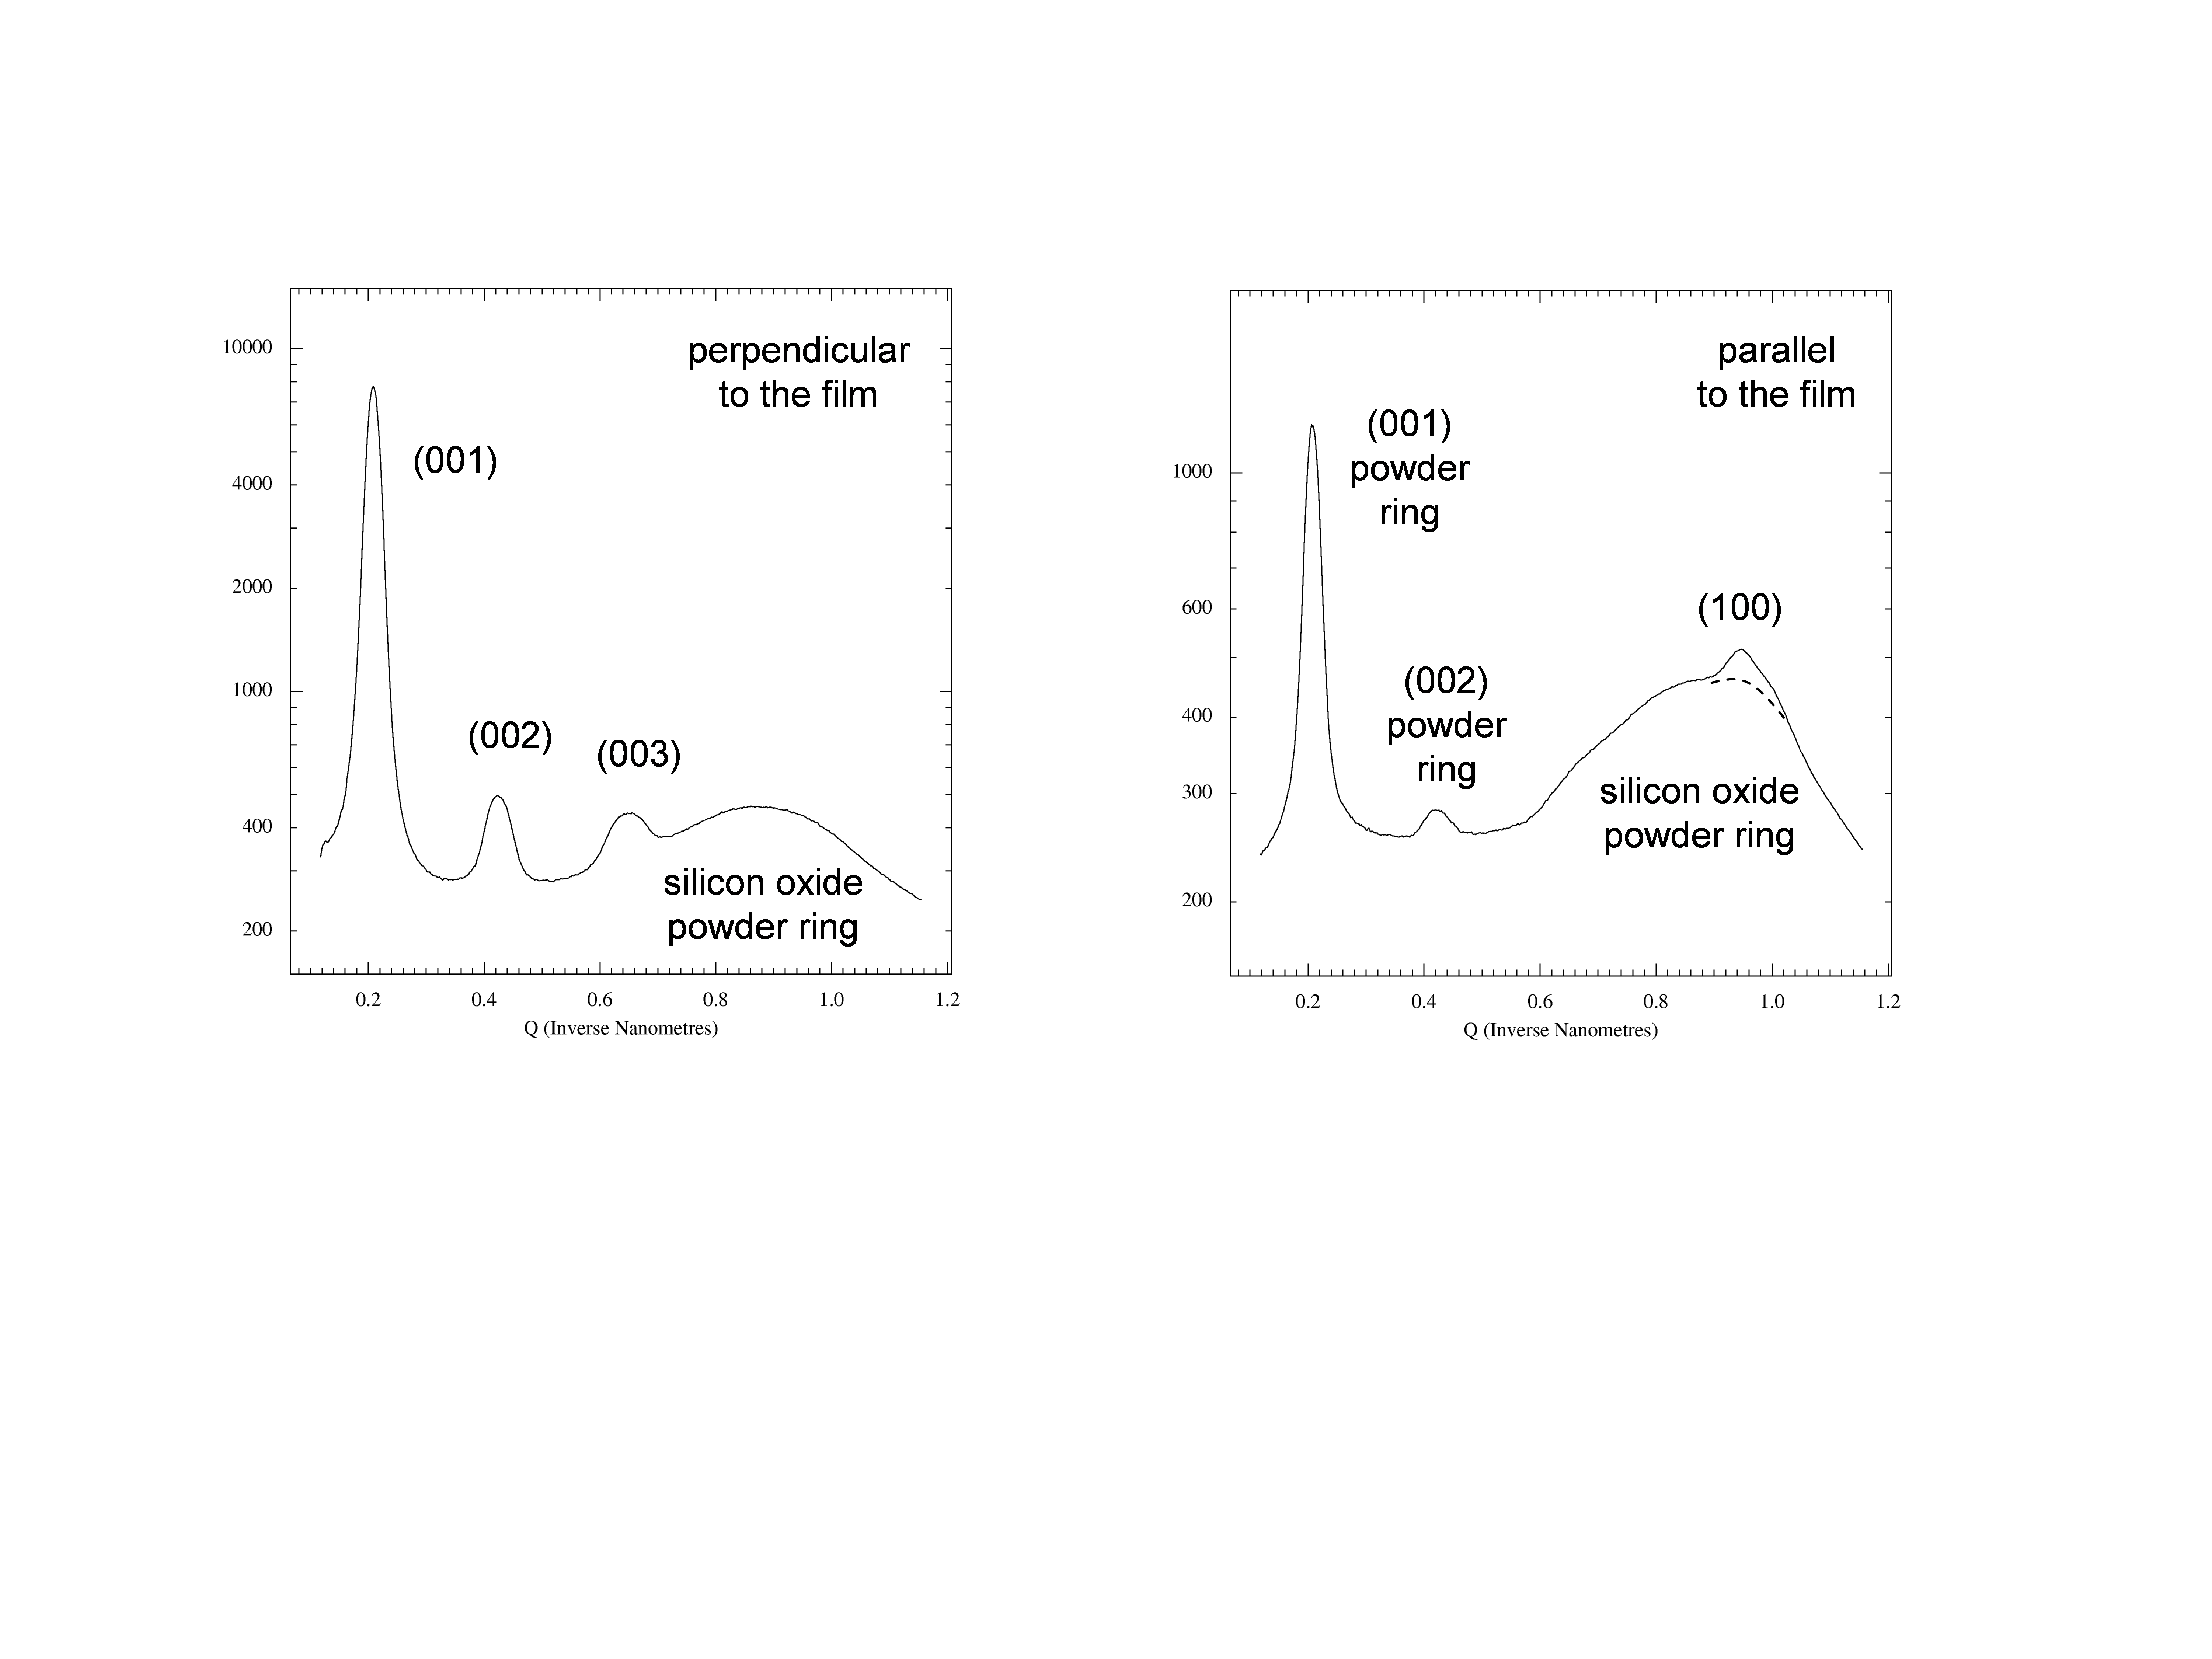 perpendicular
to the film
10000
(001)
4000
2000
1000
(002)
(003)
400
silicon oxide
powder ring
200
0.2 0.4 0.6 0.8 1.0 1.2
Q (Inverse Nanometres)
parallel
to the film
(001)
powder
ring
1000
(100)
600
(002)
powder
ring
400
silicon oxide
powder ring
300
200
0.2 0.4 0.6 0.8 1.0 1.2
Q (Inverse Nanometres)